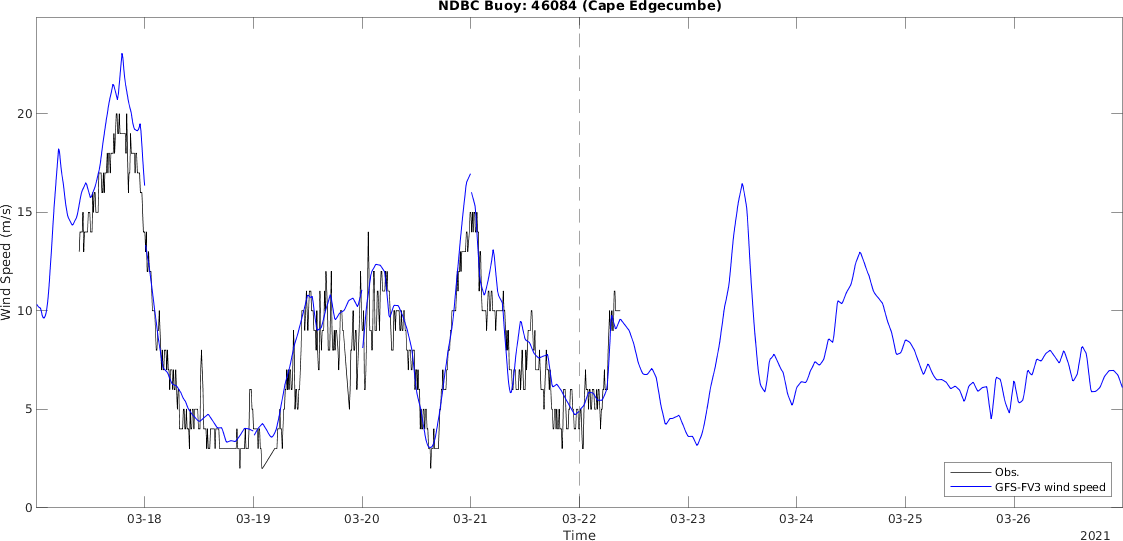 NDBC Buoy: 46084 (Cape Edgecumbe)
Wind Speed (m/s)
20
15
10
5
0
03-18 03-19 03-20 03-21 03-22 03-23 03-24 03-25 03-26
Time
2021
Obs.
GFS-FV3 wind speed